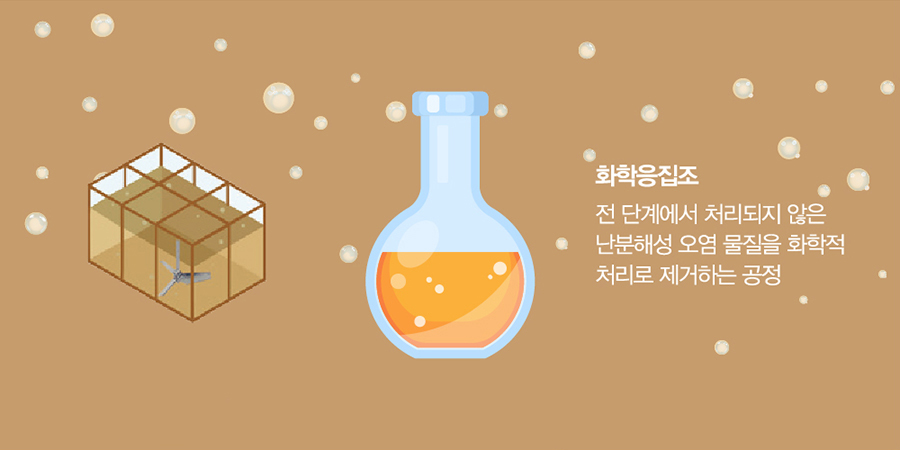 화학응집조
전 단계에서 처리되지 않은
난분해성 오염 물질을 화학적
처리로 제거하는 공정